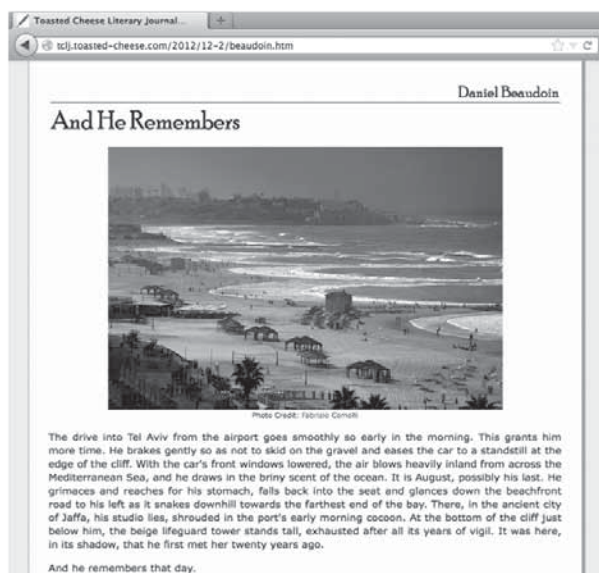 Toasted Cheese Literary Journal...
tclj.toasted-cheese.com/2012/12-2/beaudoin.htm
Daniel Beaudoin
And He Remembers
Photo Credit: Fabrizio Comolli
The drive into Tel Aviv from the airport goes smoothly so early in the morning. This grants him
more time. He brakes gently so as not to skid on the gravel and eases the car to a standstill at the
edge of the cliff. With the car's front windows lowered, the air blows heavily inland from across the
Mediterranean Sea, and he draws in the briny scent of the ocean. It is August, possibly his last. He
grimaces and reaches for his stomach, falls back into the seat and glances down the beachfront
road to his left as it snakes downhill towards the farthest end of the bay. There, in the ancient city
of Jaffa, his studio lies, shrouded in the port's early morning cocoon. At the bottom of the cliff just
below him, the beige lifeguard tower stands tall, exhausted after all its years of vigil. It was here,
in its shadow, that he first met her twenty years ago.
And he remembers that day.